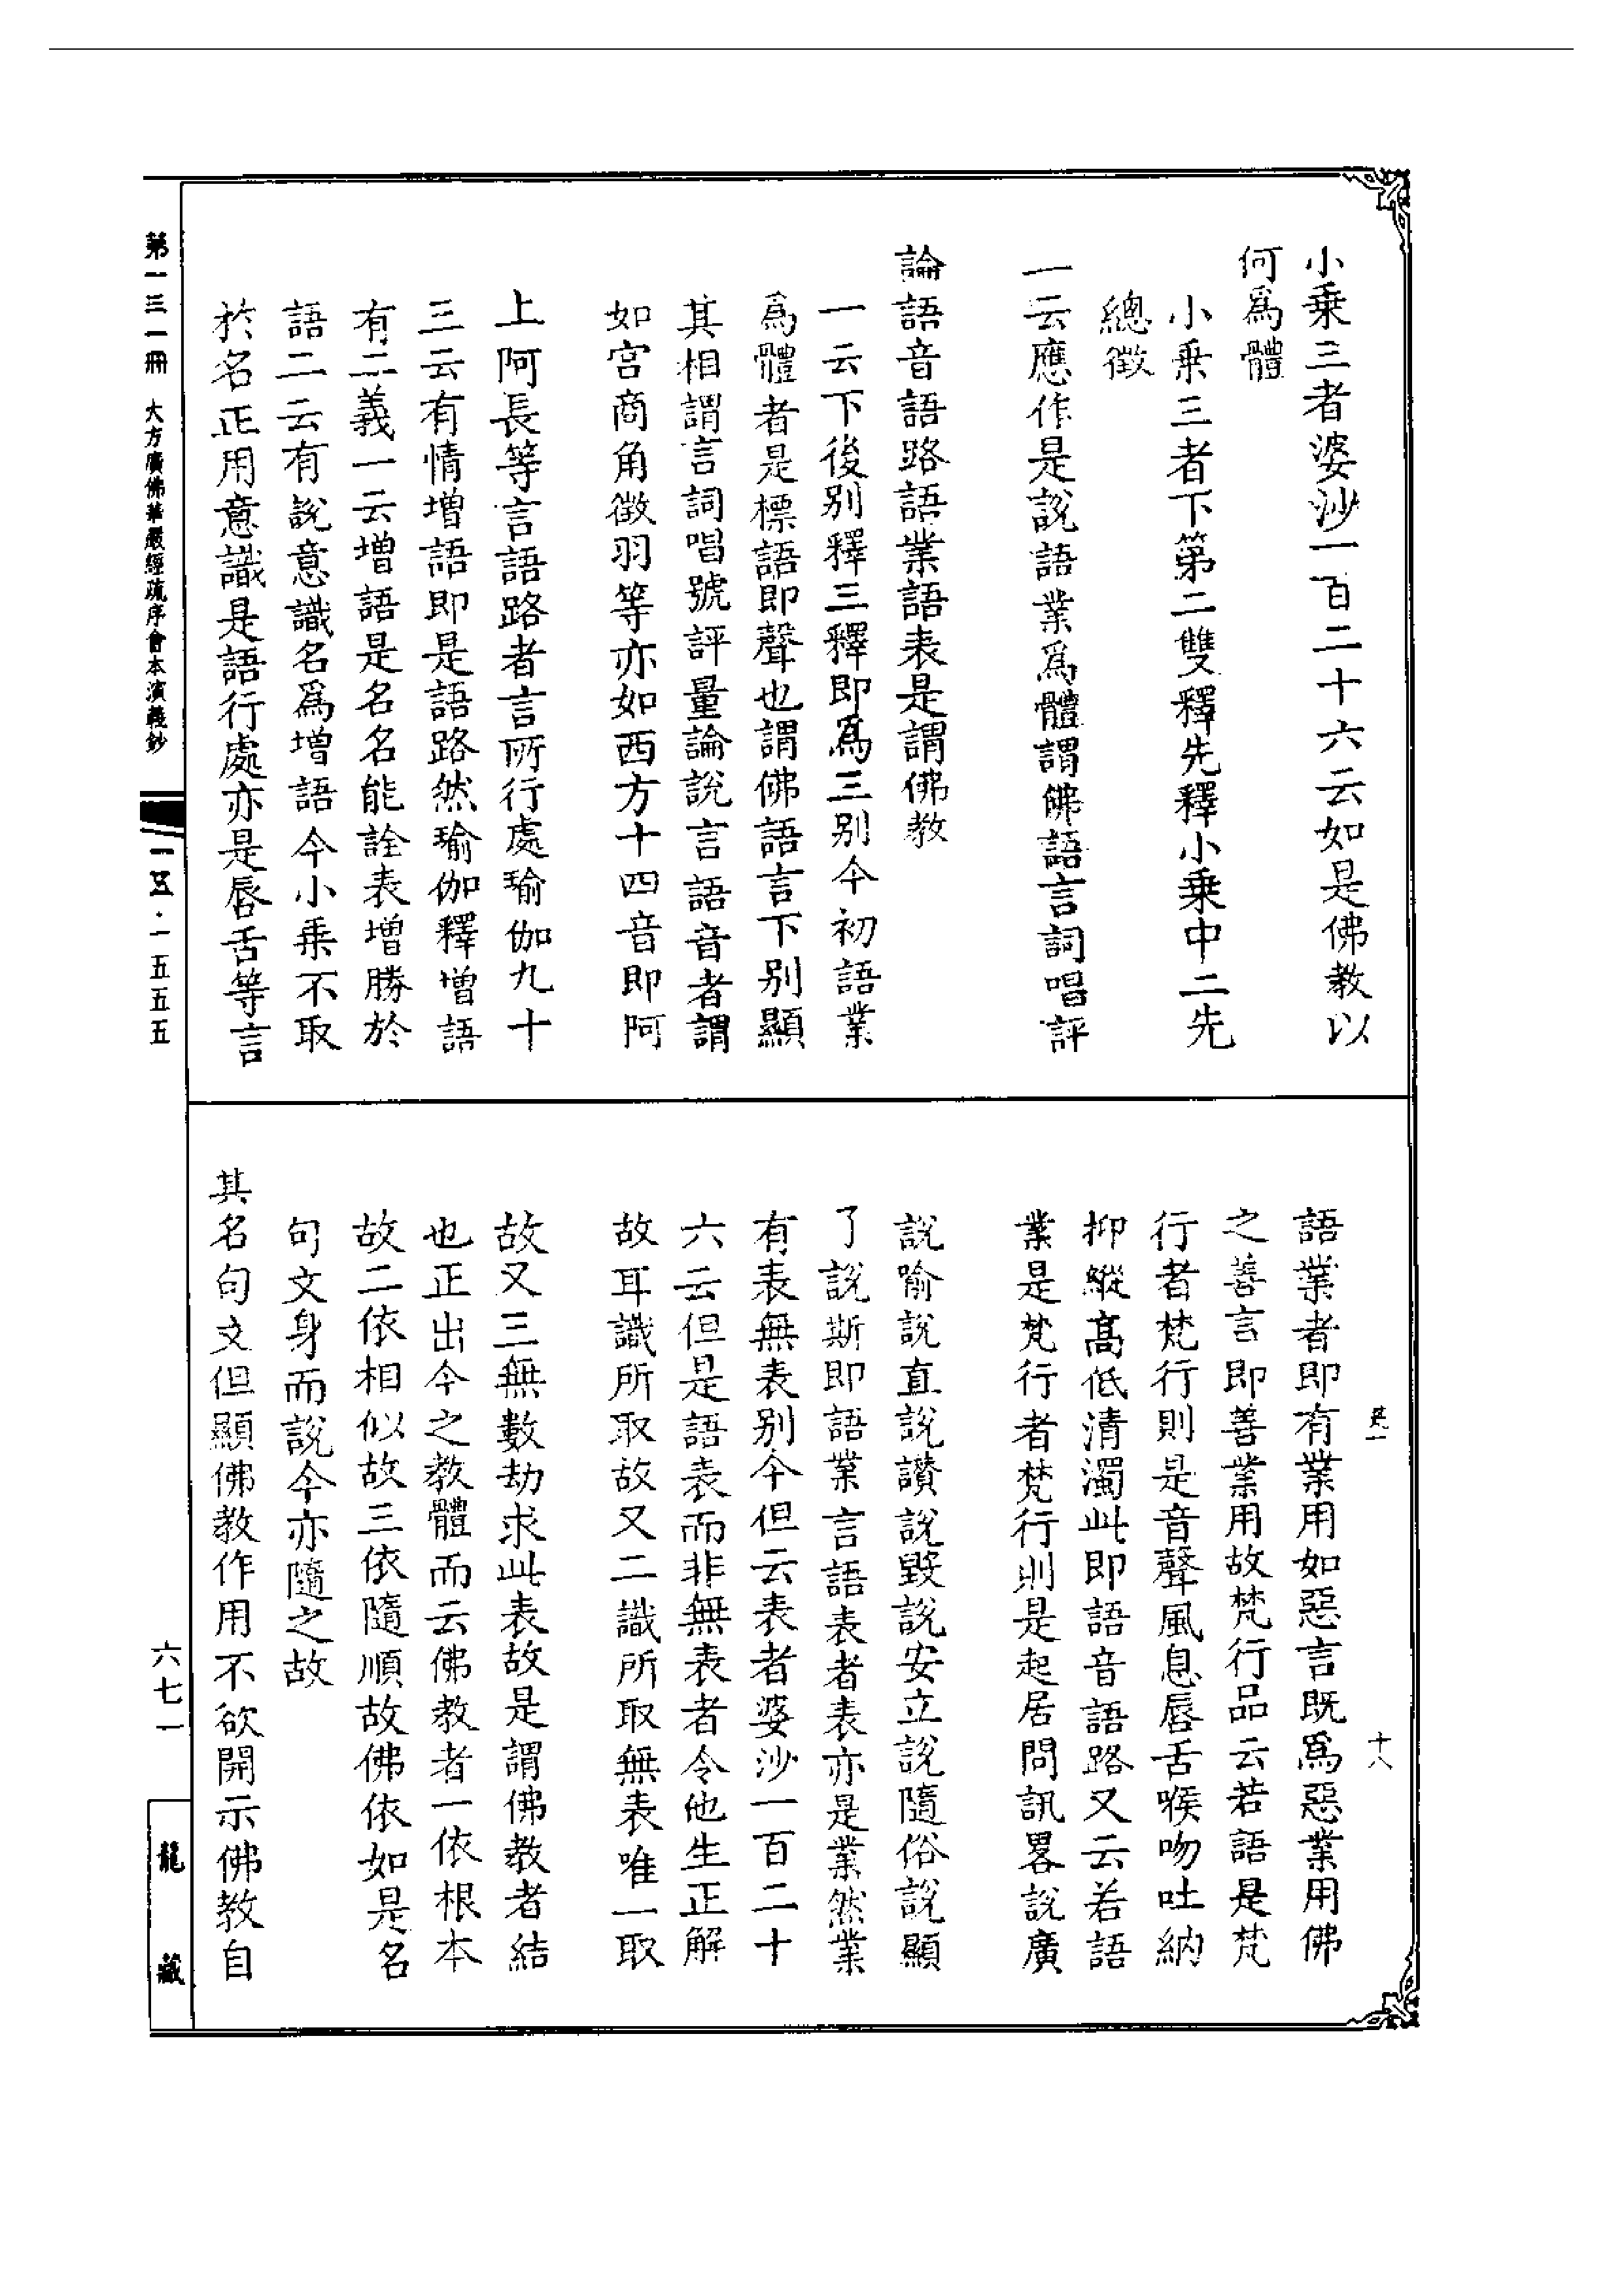 小乘三者婆沙一百二十六云如是佛教以
何爲體
小乘三者下第二雙釋先釋小乘中二先
總徵
一云應作是說語業爲體謂佛語言詞唱評
論語音語路語業語表是謂佛教
一云下後別釋三釋即爲三別今初語業
爲體者是標語即聲也謂佛語言下別顯
其相謂言詞唱號評量論說言語音者謂
如宮商角徵羽等亦如西方十四音即阿
上阿長等言語路者言所行處瑜伽九十
三云有情增語即是語路然瑜伽釋增語
有二義一云增語是名名能詮表增勝於
語二云有說意識名爲增語今小乘不取
於名正用意識是語行處亦是唇舌等言
語業者即有業用如惡言既爲惡業用佛
之善言即善業用故梵行品云若語是梵
行者梵行則是音聲風息唇舌喉吻吐納
抑縱高低清濁此即語音語路又云若語
業是梵行者梵行則是起居問訊畧說廣
說喻說直說讚說毀說安立說隨俗說顯
了說斯即語業言語表者表亦是業然業
有表無表別今但云表者婆沙一百二十
六云但是語表而非無表者令他生正解
故耳識所取故又二識所取無表唯一取
故又三無數劫求此表故是謂佛教者結
也正出今之教體而云佛教者一依根本
故二依相似故三依隨順故佛依如是名
句文身而說今亦隨之故
其名句文但顯佛教作用不欲開示佛教自
十八
第一三一冊 大方廣佛華嚴經疏序會本演義鈔
一五·一五五五
六七一
龍藏